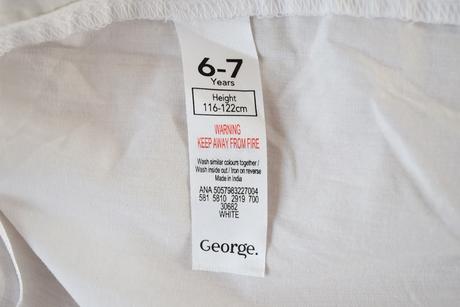 6-7
Years
Height
116-122cm
WARNING
KEEP AWAY FROM FIRE
Wash similar colours together /
Wash inside out / Iron on reverse
Made in India
ANA 5057983227004
581 5810 2919 700
30682
WHITE
George.